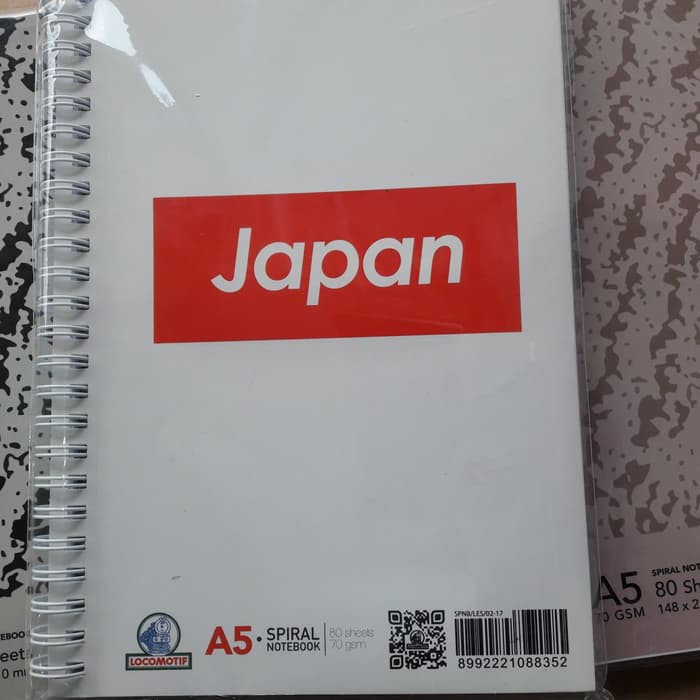 Japan
LOCOMOTIF
A5 • SPIRAL NOTEBOOK
80 sheets
70 gsm
SPNB/LES/02-17
8992221088352
A5
SPIRAL NOT
80 Sh
70 GSM
148 x 2